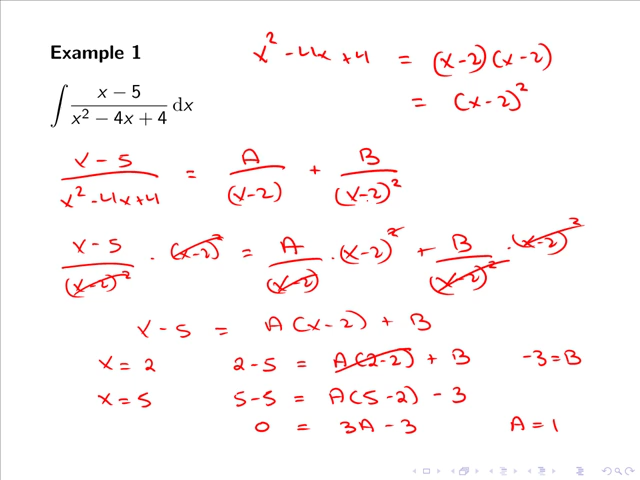 Example 1
x² - 4x + 4 = (x-2)(x-2)
= (x-2)²
∫ (x - 5)/(x² - 4x + 4) dx
(x - 5)/(x² - 4x + 4) = A/(x-2) + B/(x-2)²
(x - 5)/(x-2)² · (x-2)² = A/(x-2) · (x-2)² + B/(x-2)² · (x-2)²
x - 5 = A(x-2) + B
x = 2 2 - 5 = A(2-2) + B -3 = B
x = 5 5 - 5 = A(5-2) - 3
0 = 3A - 3 A = 1